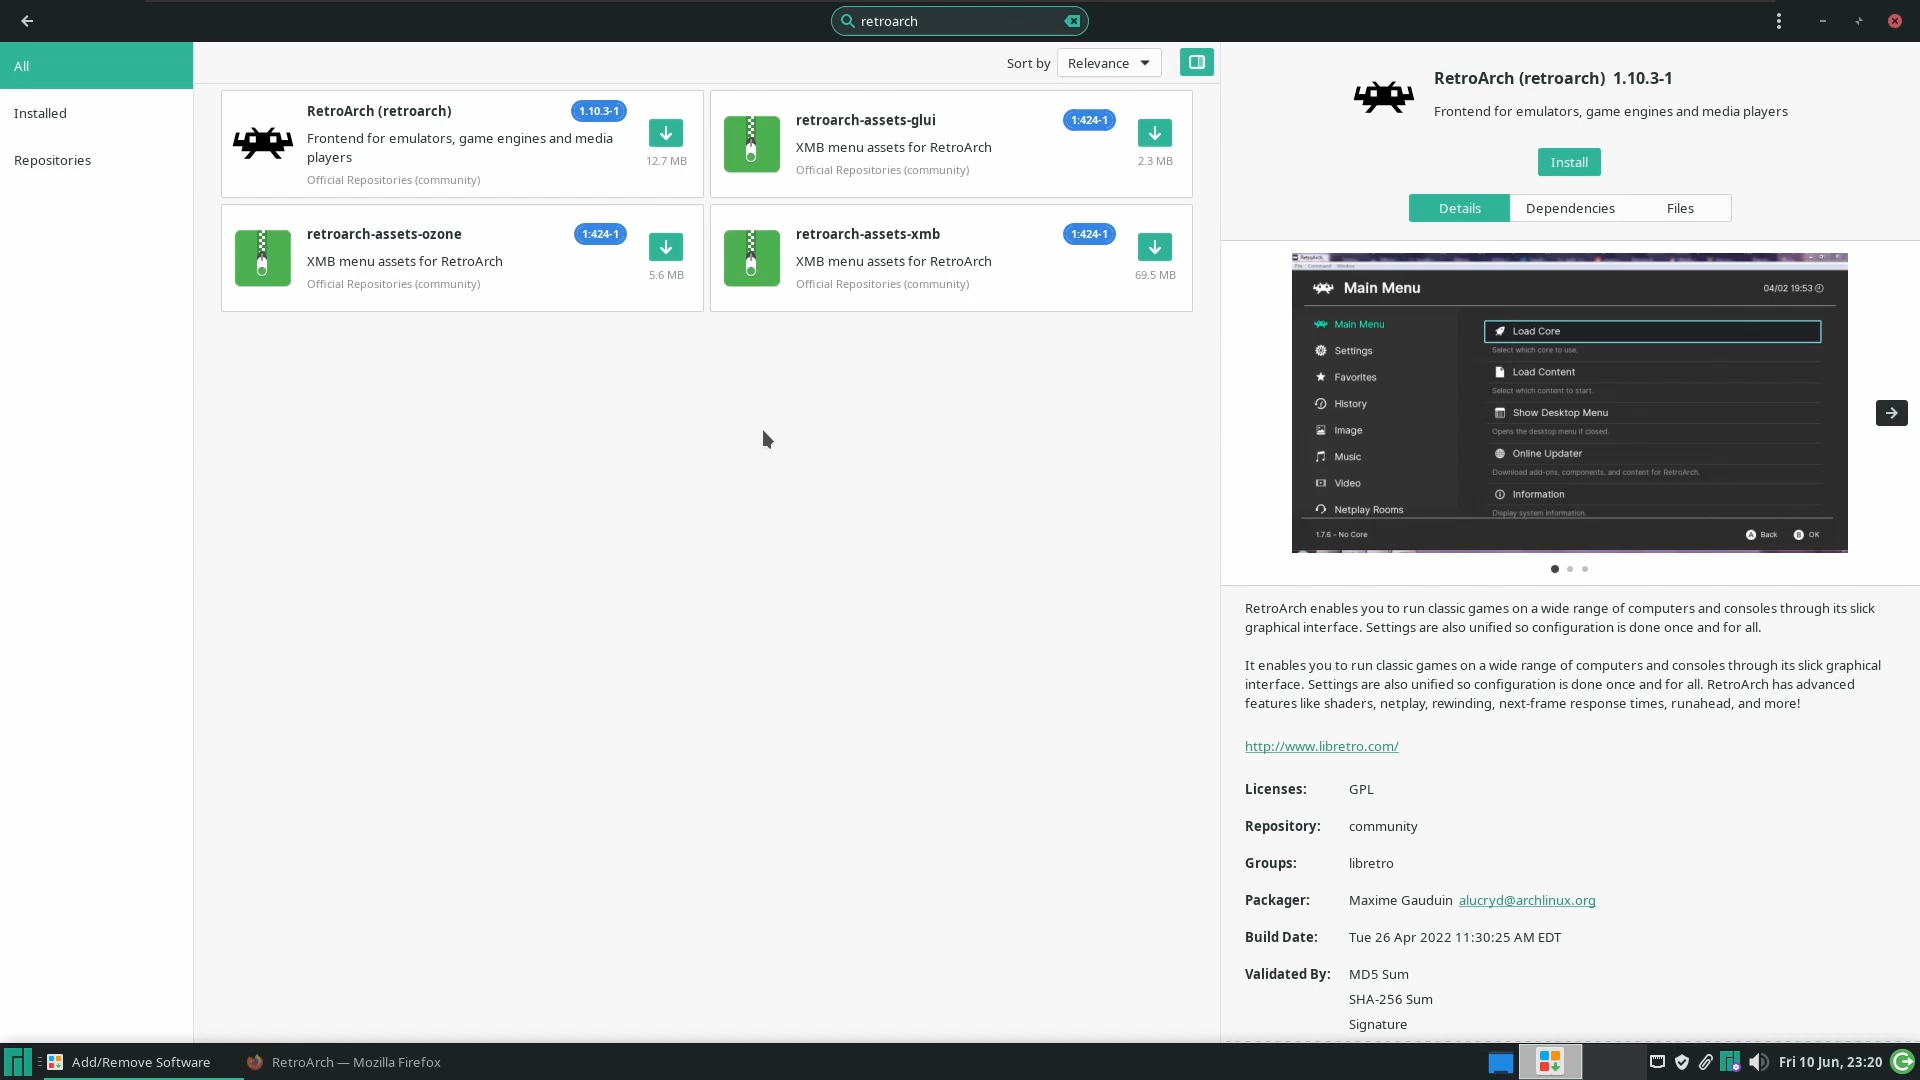 retroarch
All
Installed
Repositories
Sort by
Relevance
RetroArch (retroarch)
1.10.3-1
Frontend for emulators, game engines and media
players
Official Repositories (community)
12.7 MB
retroarch-assets-glui
1:424-1
XMB menu assets for RetroArch
Official Repositories (community)
2.3 MB
retroarch-assets-ozone
1:424-1
XMB menu assets for RetroArch
Official Repositories (community)
5.6 MB
retroarch-assets-xmb
1:424-1
XMB menu assets for RetroArch
Official Repositories (community)
69.5 MB
RetroArch (retroarch) 1.10.3-1
Frontend for emulators, game engines and media players
Install
Details
Dependencies
Files
RetroArch
File Command Window
Main Menu
04/02 19:53
Main Menu
Settings
Favorites
History
Image
Music
Video
Netplay Rooms
Load Core
Select which core to use.
Load Content
Select which content to start.
Show Desktop Menu
Opens the desktop menu if closed.
Online Updater
Download add-ons, components, and content for RetroArch.
Information
Display system information.
1.7.6 - No Core
A Back
B OK
RetroArch enables you to run classic games on a wide range of computers and consoles through its slick
graphical interface. Settings are also unified so configuration is done once and for all.
It enables you to run classic games on a wide range of computers and consoles through its slick graphical
interface. Settings are also unified so configuration is done once and for all. RetroArch has advanced
features like shaders, netplay, rewinding, next-frame response times, runahead, and more!
http://www.libretro.com/
Licenses: GPL
Repository: community
Groups: libretro
Packager: Maxime Gauduin alucryd@archlinux.org
Build Date: Tue 26 Apr 2022 11:30:25 AM EDT
Validated By: MD5 Sum
SHA-256 Sum
Signature
Add/Remove Software
RetroArch — Mozilla Firefox
Fri 10 Jun, 23:20